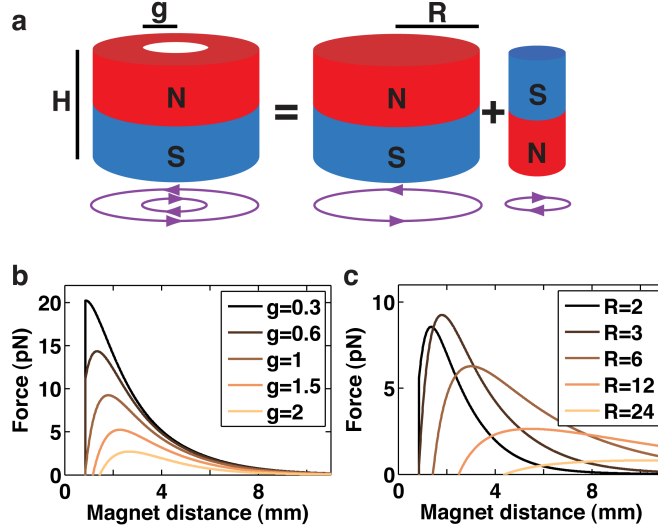 a
g
R
H
N
S
=
N
S
+
S
N
b
Force (pN)
20
15
10
5
0
0
4
8
Magnet distance (mm)
g=0.3
g=0.6
g=1
g=1.5
g=2
c
Force (pN)
10
5
0
0
4
8
Magnet distance (mm)
R=2
R=3
R=6
R=12
R=24